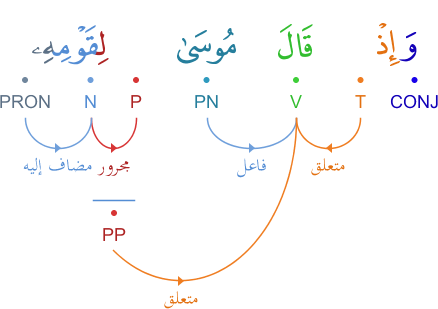 وَإِذْ قَالَ مُوسَىٰ لِقَوْمِهِۦ
CONJ T V PN P N PRON
متعلق فاعل مجرور مضاف إليه
PP
متعلق